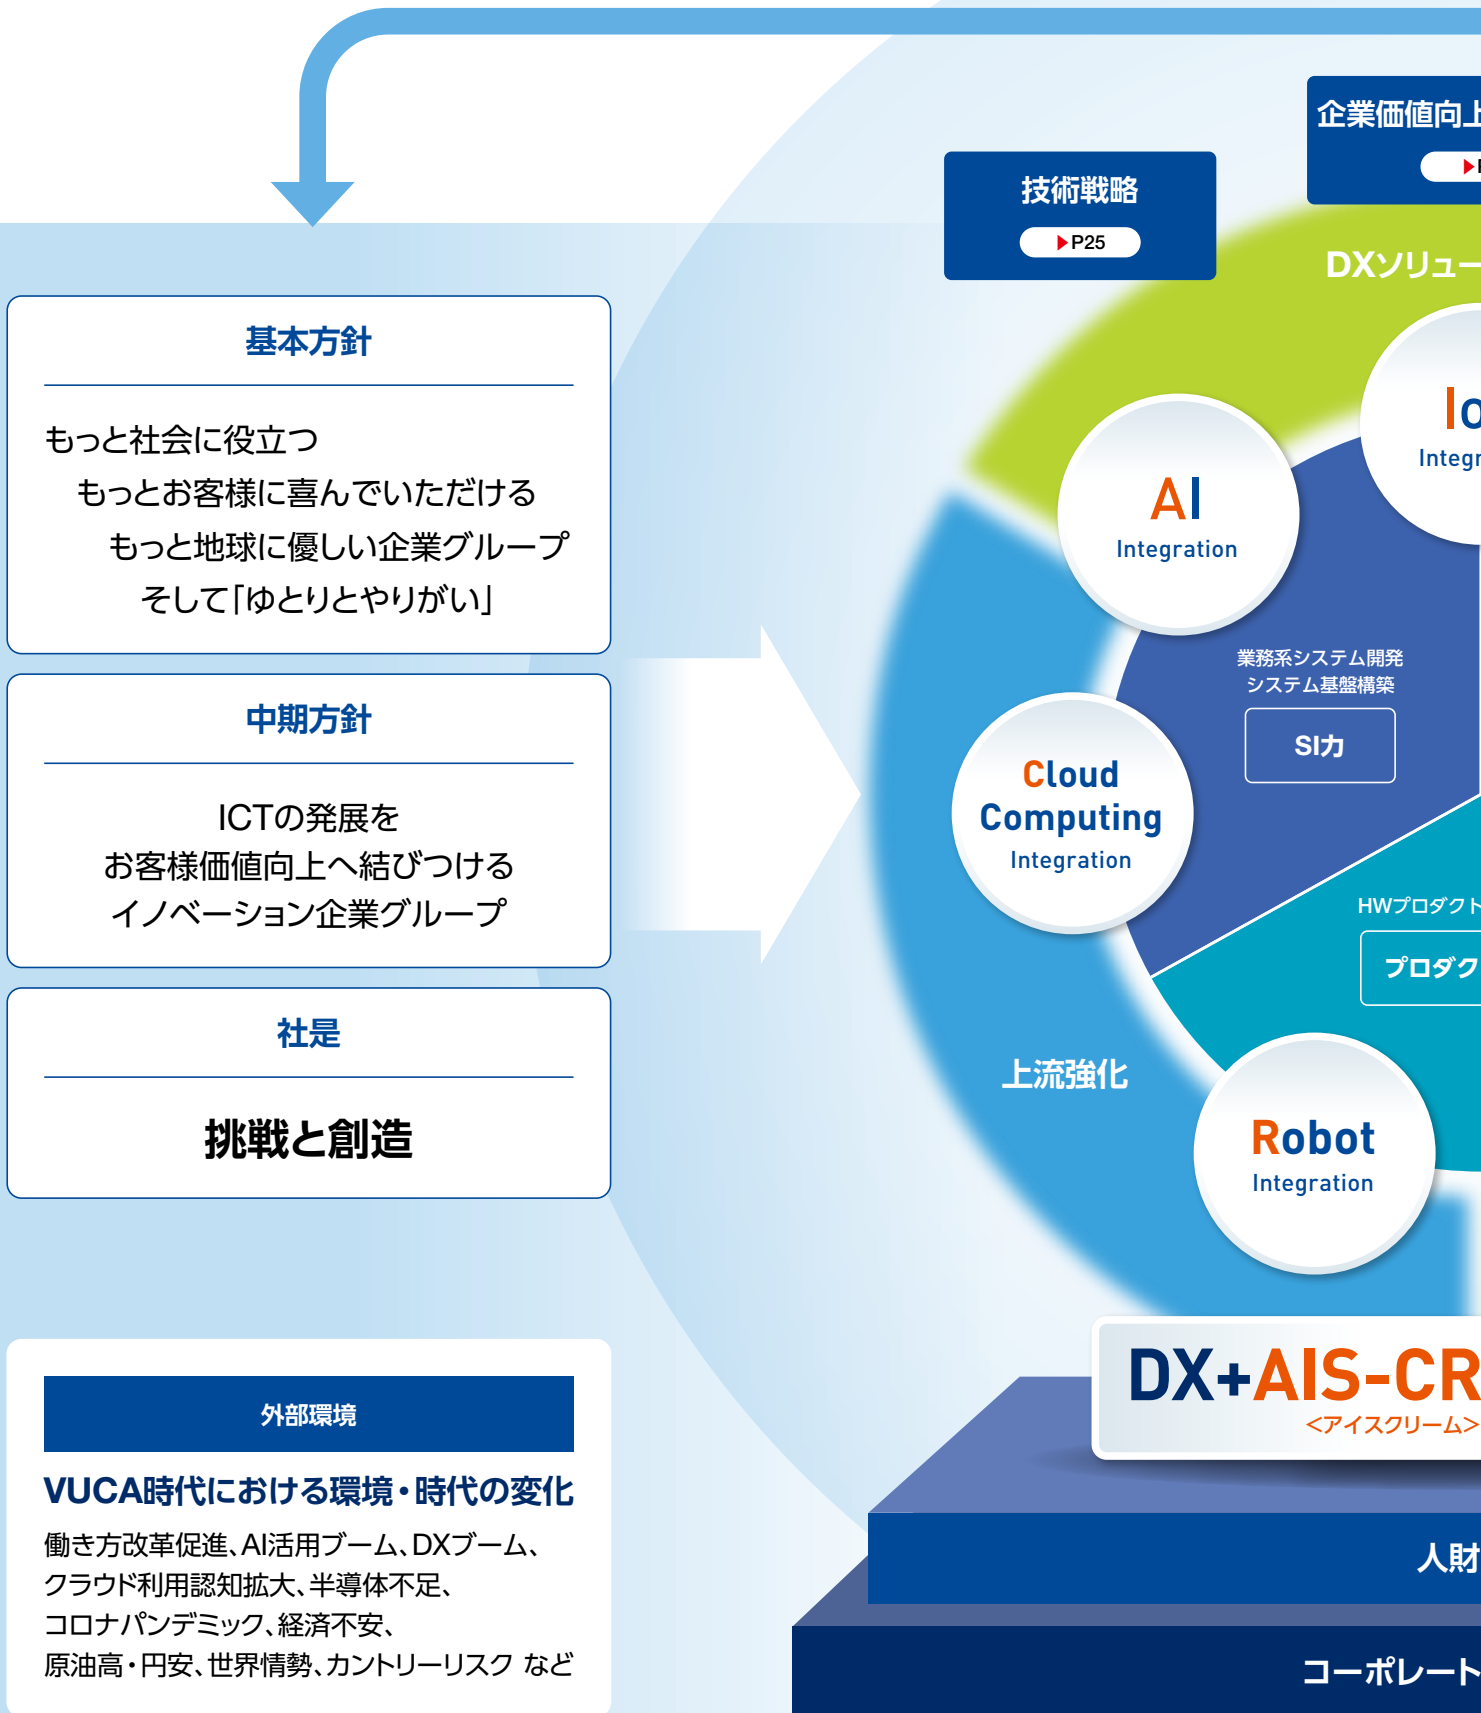 基本方針
もっと社会に役立つ
もっとお客様に喜んでいただける
もっと地球に優しい企業グループ
そして「ゆとりとやりがい」
中期方針
ICTの発展を
お客様価値向上へ結びつける
イノベーション企業グループ
社是
挑戦と創造
外部環境
VUCA時代における環境・時代の変化
働き方改革促進、AI活用ブーム、DXブーム、
クラウド利用認知拡大、半導体不足、
コロナパンデミック、経済不安、
原油高・円安、世界情勢、カントリーリスク など
技術戦略
▶P25
企業価値向上
▶P
DXソリュー
Io
Integr
AI
Integration
業務系システム開発
システム基盤構築
SI力
Cloud
Computing
Integration
HWプロダクト
プロダク
上流強化
Robot
Integration
DX+AIS-CR
<アイスクリーム>
人財
コーポレート